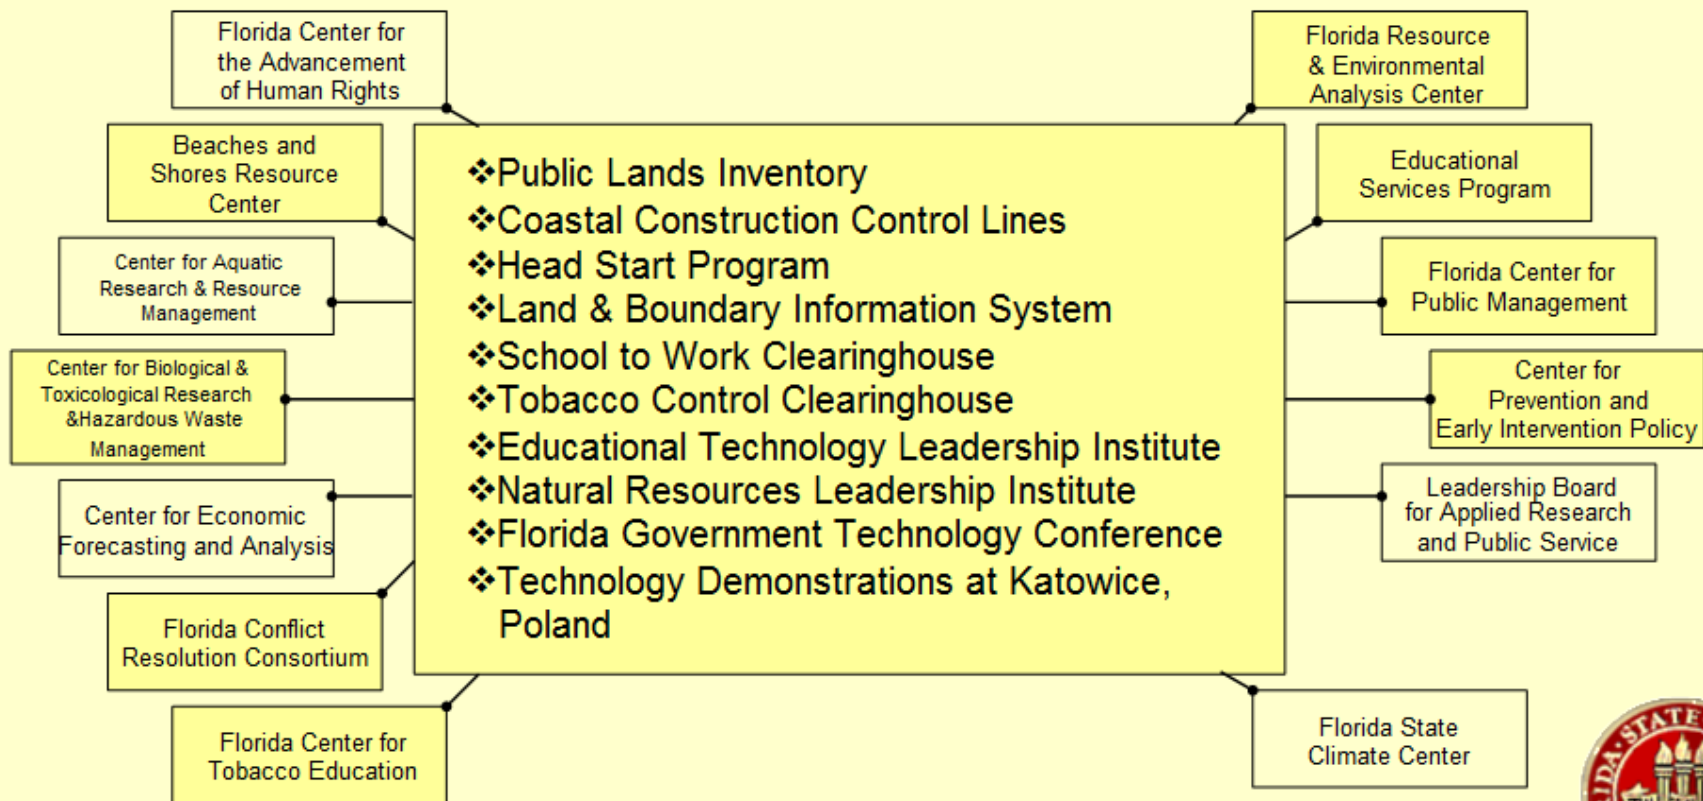 Florida Center for
the Advancement
of Human Rights
Beaches and
Shores Resource
Center
Center for Aquatic
Research & Resource
Management
Center for Biological &
Toxicological Research
&Hazardous Waste
Management
Center for Economic
Forecasting and Analysis
Florida Conflict
Resolution Consortium
Florida Center for
Tobacco Education
❖Public Lands Inventory
❖Coastal Construction Control Lines
❖Head Start Program
❖Land & Boundary Information System
❖School to Work Clearinghouse
❖Tobacco Control Clearinghouse
❖Educational Technology Leadership Institute
❖Natural Resources Leadership Institute
❖Florida Government Technology Conference
❖Technology Demonstrations at Katowice,
Poland
Florida Resource
& Environmental
Analysis Center
Educational
Services Program
Florida Center for
Public Management
Center for
Prevention and
Early Intervention Policy
Leadership Board
for Applied Research
and Public Service
Florida State
Climate Center
STATE